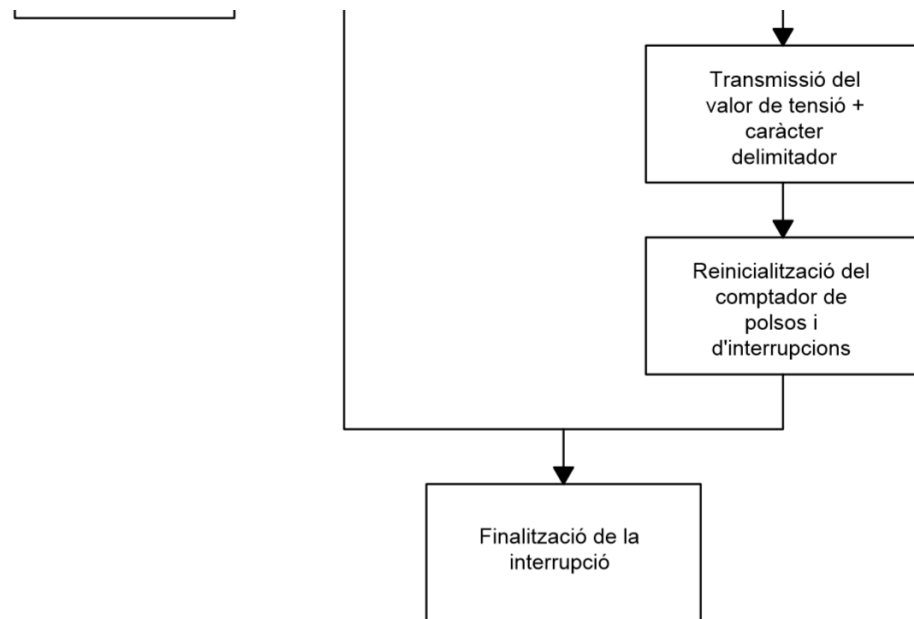 Transmissió del
valor de tensió +
caràcter
delimitador
Reinicialització del
comptador de
polsos i
d'interrupcions
Finalització de la
interrupció